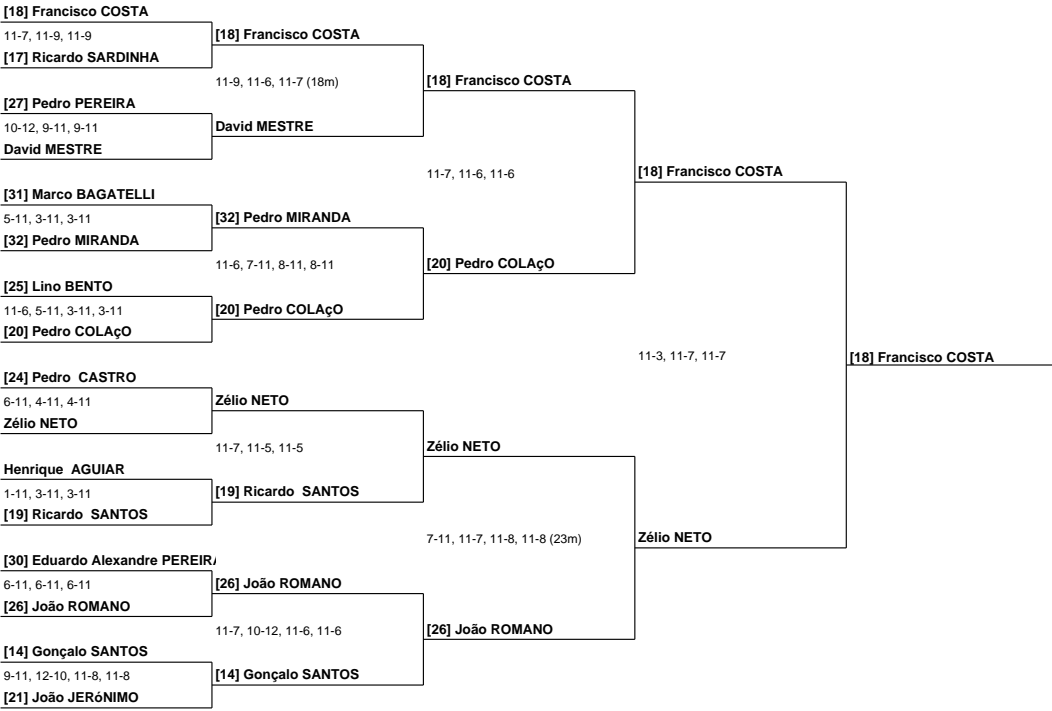 [18] Francisco COSTA
11-7, 11-9, 11-9
[18] Francisco COSTA
[17] Ricardo SARDINHA
11-9, 11-6, 11-7 (18m)
[18] Francisco COSTA
[27] Pedro PEREIRA
10-12, 9-11, 9-11
David MESTRE
David MESTRE
11-7, 11-6, 11-6
[18] Francisco COSTA
[31] Marco BAGATELLI
5-11, 3-11, 3-11
[32] Pedro MIRANDA
[32] Pedro MIRANDA
11-6, 7-11, 8-11, 8-11
[20] Pedro COLAçO
[25] Lino BENTO
11-6, 5-11, 3-11, 3-11
[20] Pedro COLAçO
[20] Pedro COLAçO
11-3, 11-7, 11-7
[18] Francisco COSTA
[24] Pedro  CASTRO
6-11, 4-11, 4-11
Zélio NETO
Zélio NETO
11-7, 11-5, 11-5
Zélio NETO
Henrique  AGUIAR
1-11, 3-11, 3-11
[19] Ricardo  SANTOS
[19] Ricardo  SANTOS
7-11, 11-7, 11-8, 11-8 (23m)
Zélio NETO
[30] Eduardo Alexandre PEREIRA
6-11, 6-11, 6-11
[26] João ROMANO
[26] João ROMANO
11-7, 10-12, 11-6, 11-6
[26] João ROMANO
[14] Gonçalo SANTOS
9-11, 12-10, 11-8, 11-8
[14] Gonçalo SANTOS
[21] João JERóNIMO